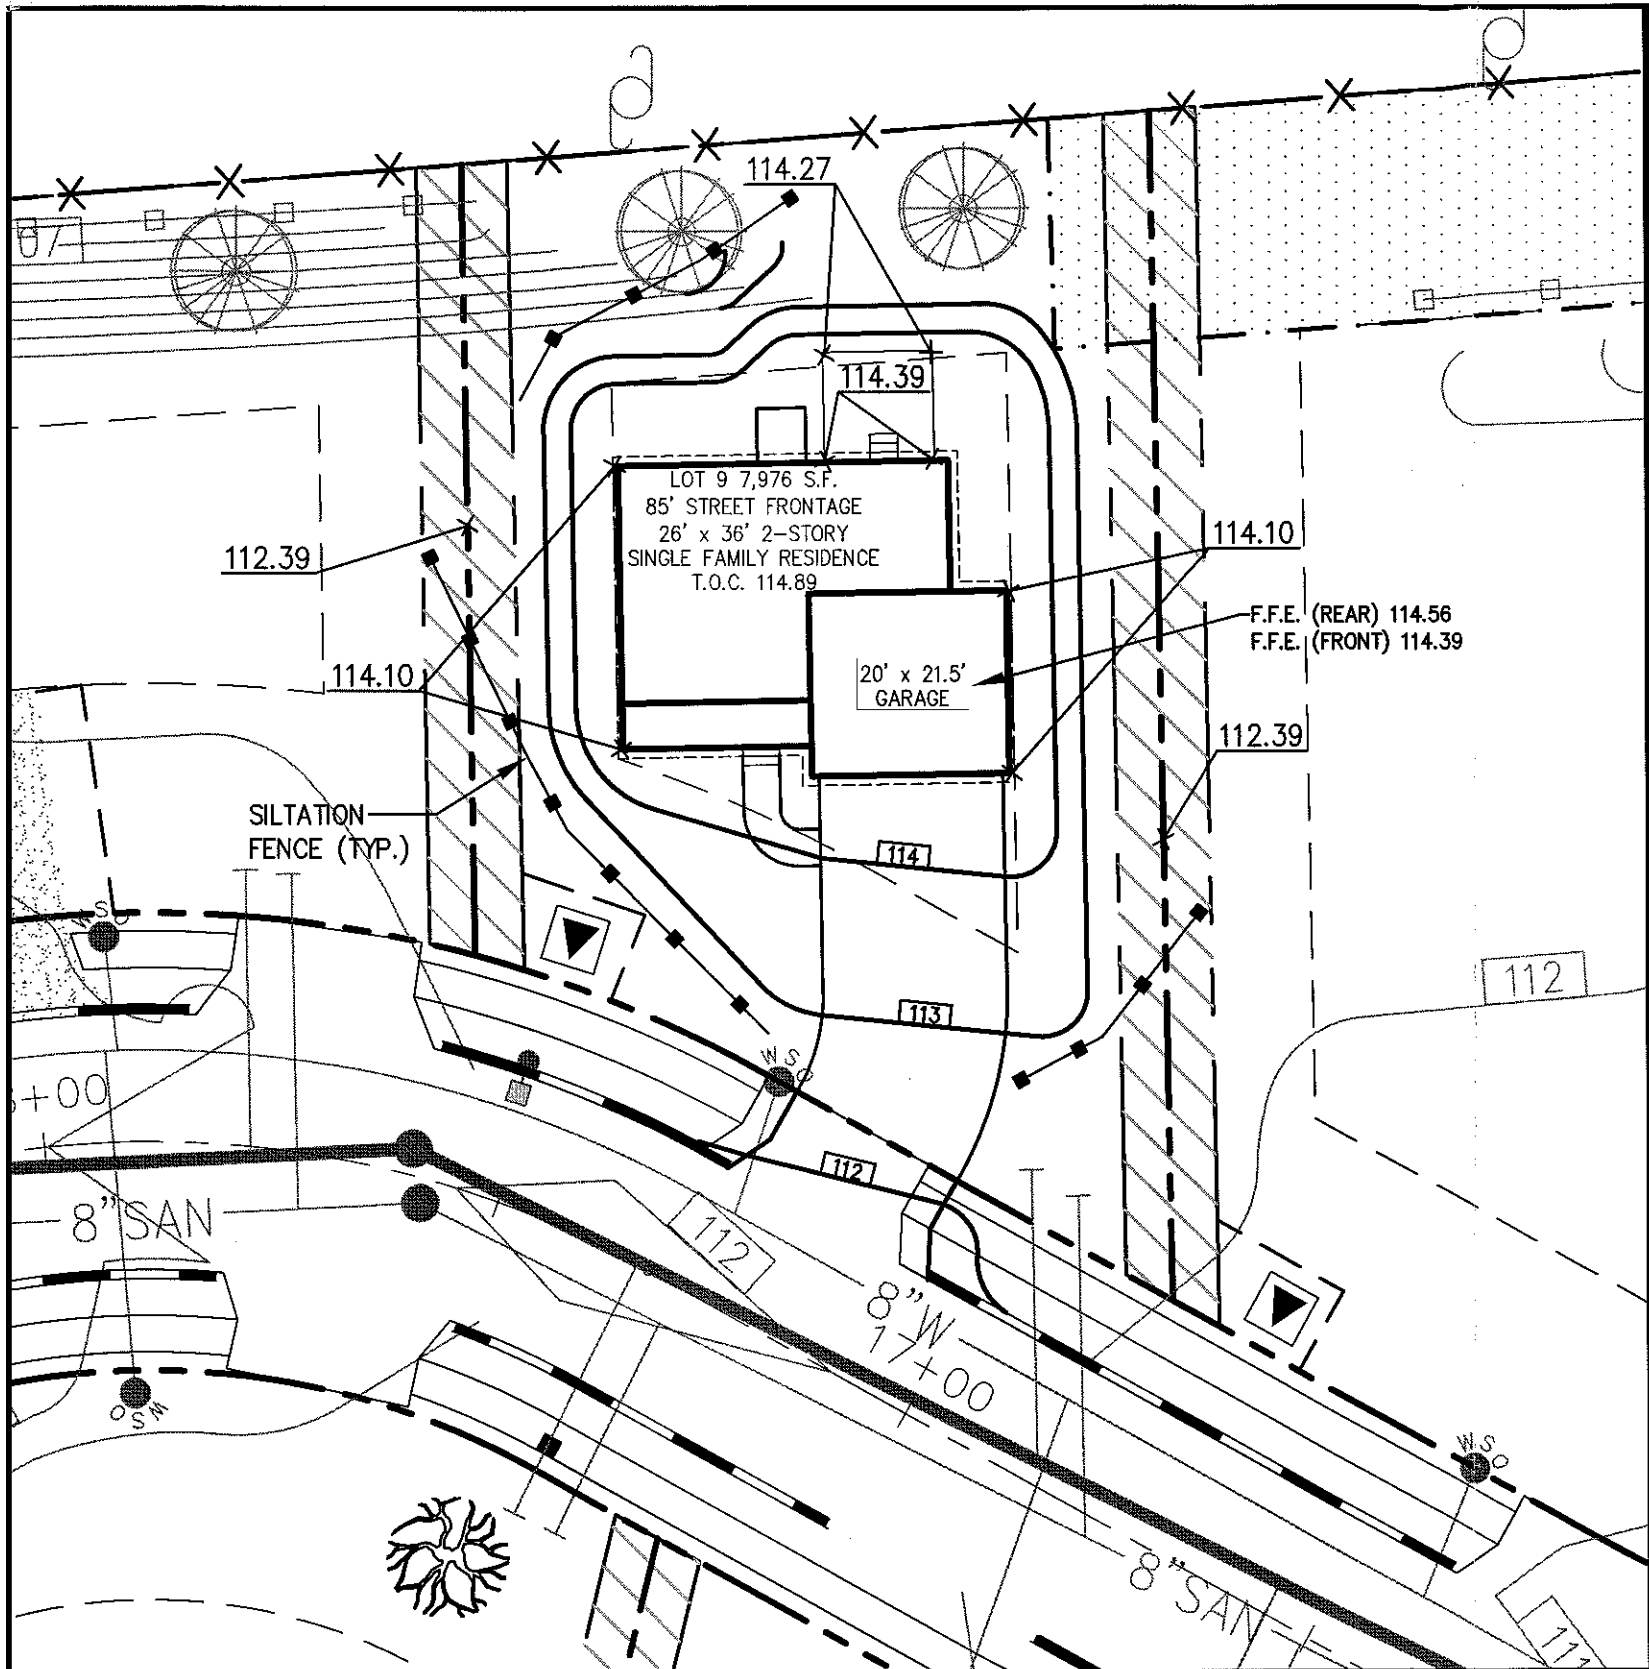 114.27
114.39
LOT 9 7,976 S.F.
85' STREET FRONTAGE
26' x 36' 2-STORY
SINGLE FAMILY RESIDENCE
T.O.C. 114.89
112.39
114.10
F.F.E. (REAR) 114.56
F.F.E. (FRONT) 114.39
114.10
20' x 21.5'
GARAGE
112.39
SILTATION
FENCE (TYP.)
114
WSO
112
113
WSO
+00
112
8"SAN
112
8"W
17+00
WSO
WSO
8"SAN
111